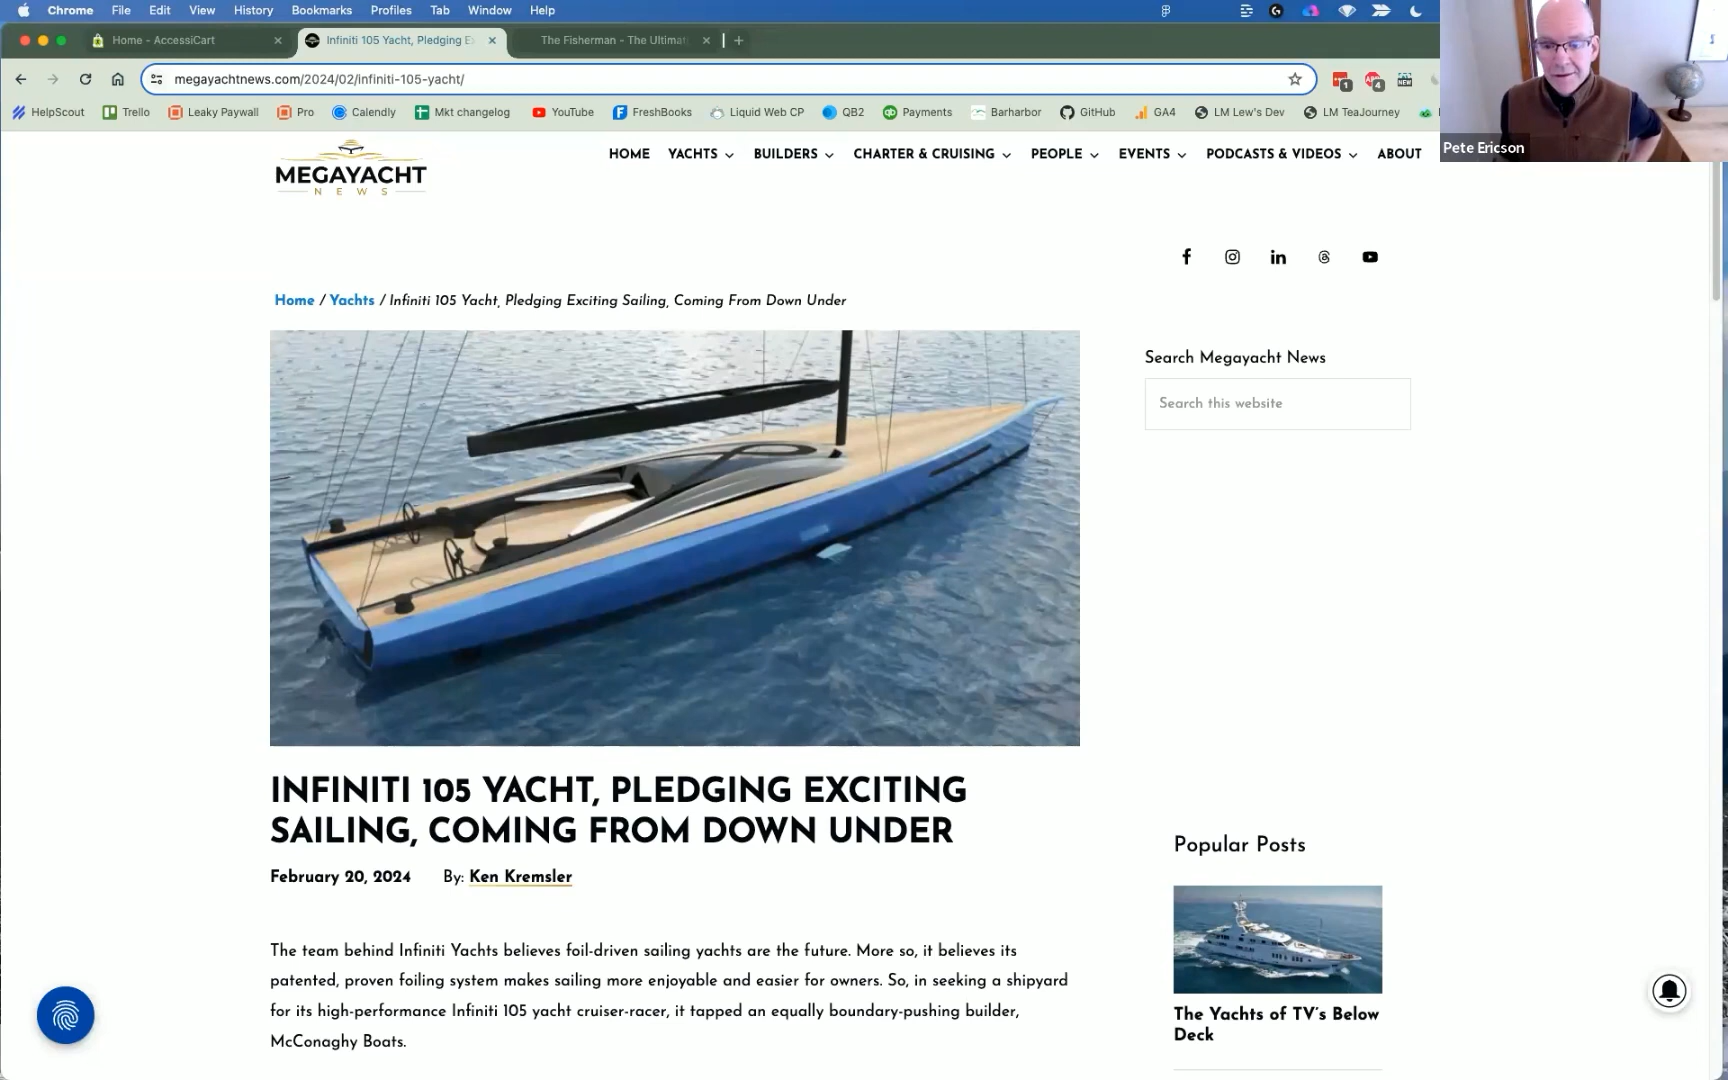 Chrome File Edit View History Bookmarks Profiles Tab Window Help
Home - AccessiCart
Infiniti 105 Yacht, Pledging E
The Fisherman - The Ultimat
megayachtnews.com/2024/02/infiniti-105-yacht/
1
4
NEW
HelpScout Trello Leaky Paywall Pro Calendly Mkt changelog YouTube FreshBooks Liquid Web CP QB2 Payments Barharbor GitHub GA4 LM Lew's Dev LM TeaJourney
Pete Ericson
MEGAYACHT
NEWS
HOME YACHTS BUILDERS CHARTER & CRUISING PEOPLE EVENTS PODCASTS & VIDEOS ABOUT
Home / Yachts / Infiniti 105 Yacht, Pledging Exciting Sailing, Coming From Down Under
Search Megayacht News
Search this website
INFINITI 105 YACHT, PLEDGING EXCITING
SAILING, COMING FROM DOWN UNDER
February 20, 2024 By: Ken Kremsler
The team behind Infiniti Yachts believes foil-driven sailing yachts are the future. More so, it believes its
patented, proven foiling system makes sailing more enjoyable and easier for owners. So, in seeking a shipyard
for its high-performance Infiniti 105 yacht cruiser-racer, it tapped an equally boundary-pushing builder,
McConaghy Boats.
Popular Posts
The Yachts of TV's Below
Deck